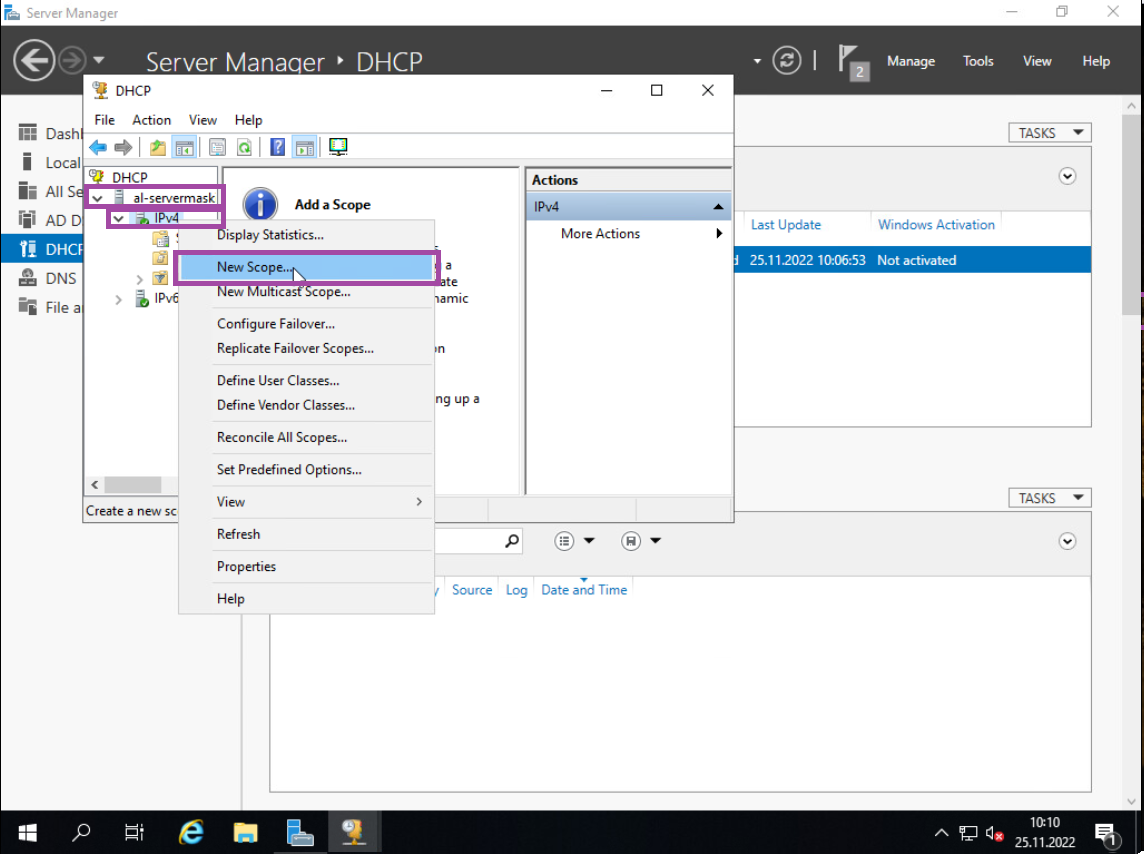 Server Manager
Server Manager • DHCP
2
Manage Tools View Help
DHCP
File Action View Help
Dash
Local
All Se
AD D
DHCP
DNS
File a
DHCP
al-servermask
IPv4
IPv6
Add a Scope
a
ate
namic
on
ng up a
Actions
IPv4
More Actions
Display Statistics...
New Scope...
New Multicast Scope...
Configure Failover...
Replicate Failover Scopes...
Define User Classes...
Define Vendor Classes...
Reconcile All Scopes...
Set Predefined Options...
View
Refresh
Properties
Help
Create a new sc
TASKS
Last Update Windows Activation
d 25.11.2022 10:06:53 Not activated
TASKS
y Source Log Date and Time
10:10
25.11.2022
1